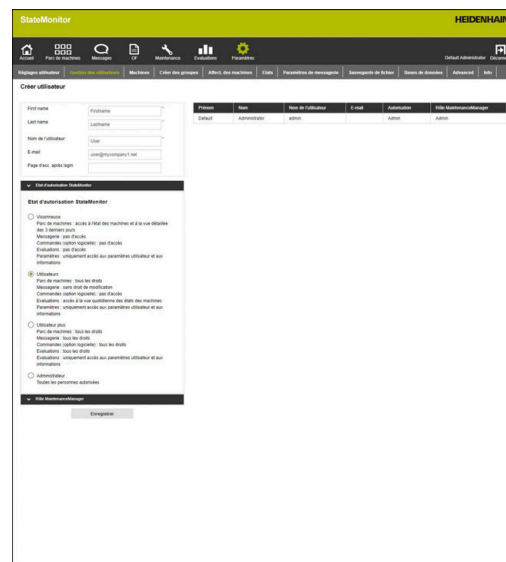 StateMonitor
HEIDENHAIN
Accueil Parc de machines Messages OF Maintenance Evaluations Paramètres
Default Administrator Déconn
Réglages utilisateur Gestion des utilisateurs Machines Créer des groupes Affect. des machines Etats Paramètres de messagerie Sauvegarde de fichier Bases de données Advanced Info
Créer utilisateur
First name Firstname *
Last name Lastname *
Nom de l'utilisateur User *
E-mail user@mycompany1.net
Page d'acc. après login
Prénom Nom Nom de l'utilisateur E-mail Autorisation Rôle MaintenanceManager
Default Administrator admin Admin Admin
Etat d'autorisation StateMonitor
Etat d'autorisation StateMonitor
Visionneuse
Parc de machines : accès à l'état des machines et à la vue détaillée
des 3 derniers jours
Messagerie : pas d'accès
Commandes (option logicielle) : pas d'accès
Evaluations : pas d'accès
Paramètres : uniquement accès aux paramètres utilisateur et aux
informations
Utilisateurs
Parc de machines : tous les droits
Messagerie : sans droit de modification
Commandes (option logicielle) : pas d'accès
Evaluations : accès à la vue quotidienne des états des machines
Paramètres : uniquement accès aux paramètres utilisateur et aux
informations
Utilisateur plus
Parc de machines : tous les droits
Messagerie : tous les droits
Commandes (option logicielle) : tous les droits
Evaluations : tous les droits
Paramètres : uniquement accès aux paramètres utilisateur et aux
informations
Administrateur
Toutes les personnes autorisées
Rôle MaintenanceManager
Enregistrer